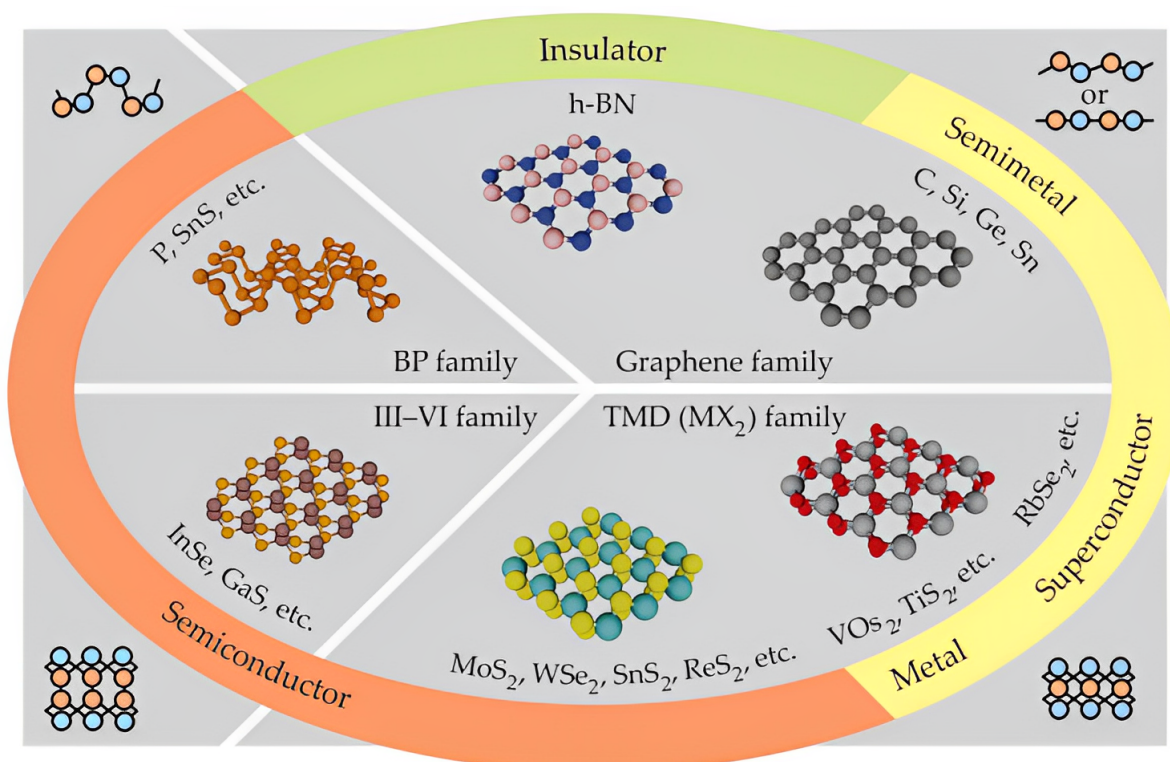 Insulator
h-BN
or
Semimetal
C, Si, Ge, Sn
P, SnS, etc.
BP family
Graphene family
III–VI family
TMD (MX₂) family
RbSe₂, etc.
Superconductor
InSe, GaS, etc.
VOs₂, TiS₂, etc.
Semiconductor
MoS₂, WSe₂, SnS₂, ReS₂, etc.
Metal